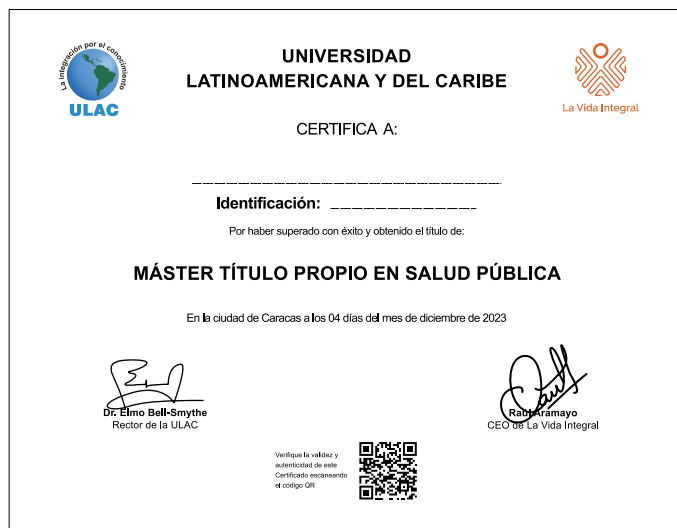 La integración por el conocimiento
ULAC
UNIVERSIDAD
LATINOAMERICANA Y DEL CARIBE
La Vida Integral
CERTIFICA A:
Identificación:
Por haber superado con éxito y obtenido el título de:
MÁSTER TÍTULO PROPIO EN SALUD PÚBLICA
En la ciudad de Caracas a los 04 días del mes de diciembre de 2023
Dr. Elmo Bell-Smythe
Rector de la ULAC
Raúl Aramayo
CEO de La Vida Integral
Verifique la validez y
autenticidad de este
Certificado escaneando
el código QR